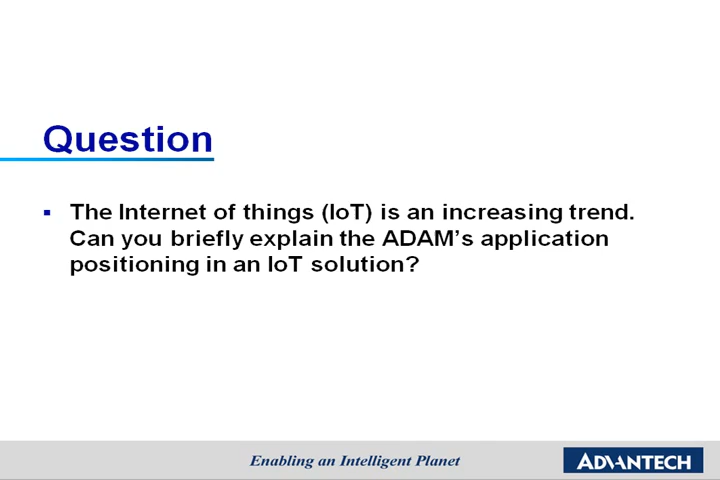 Question
▪ The Internet of things (IoT) is an increasing trend.
Can you briefly explain the ADAM's application
positioning in an IoT solution?
Enabling an Intelligent Planet
ADVANTECH